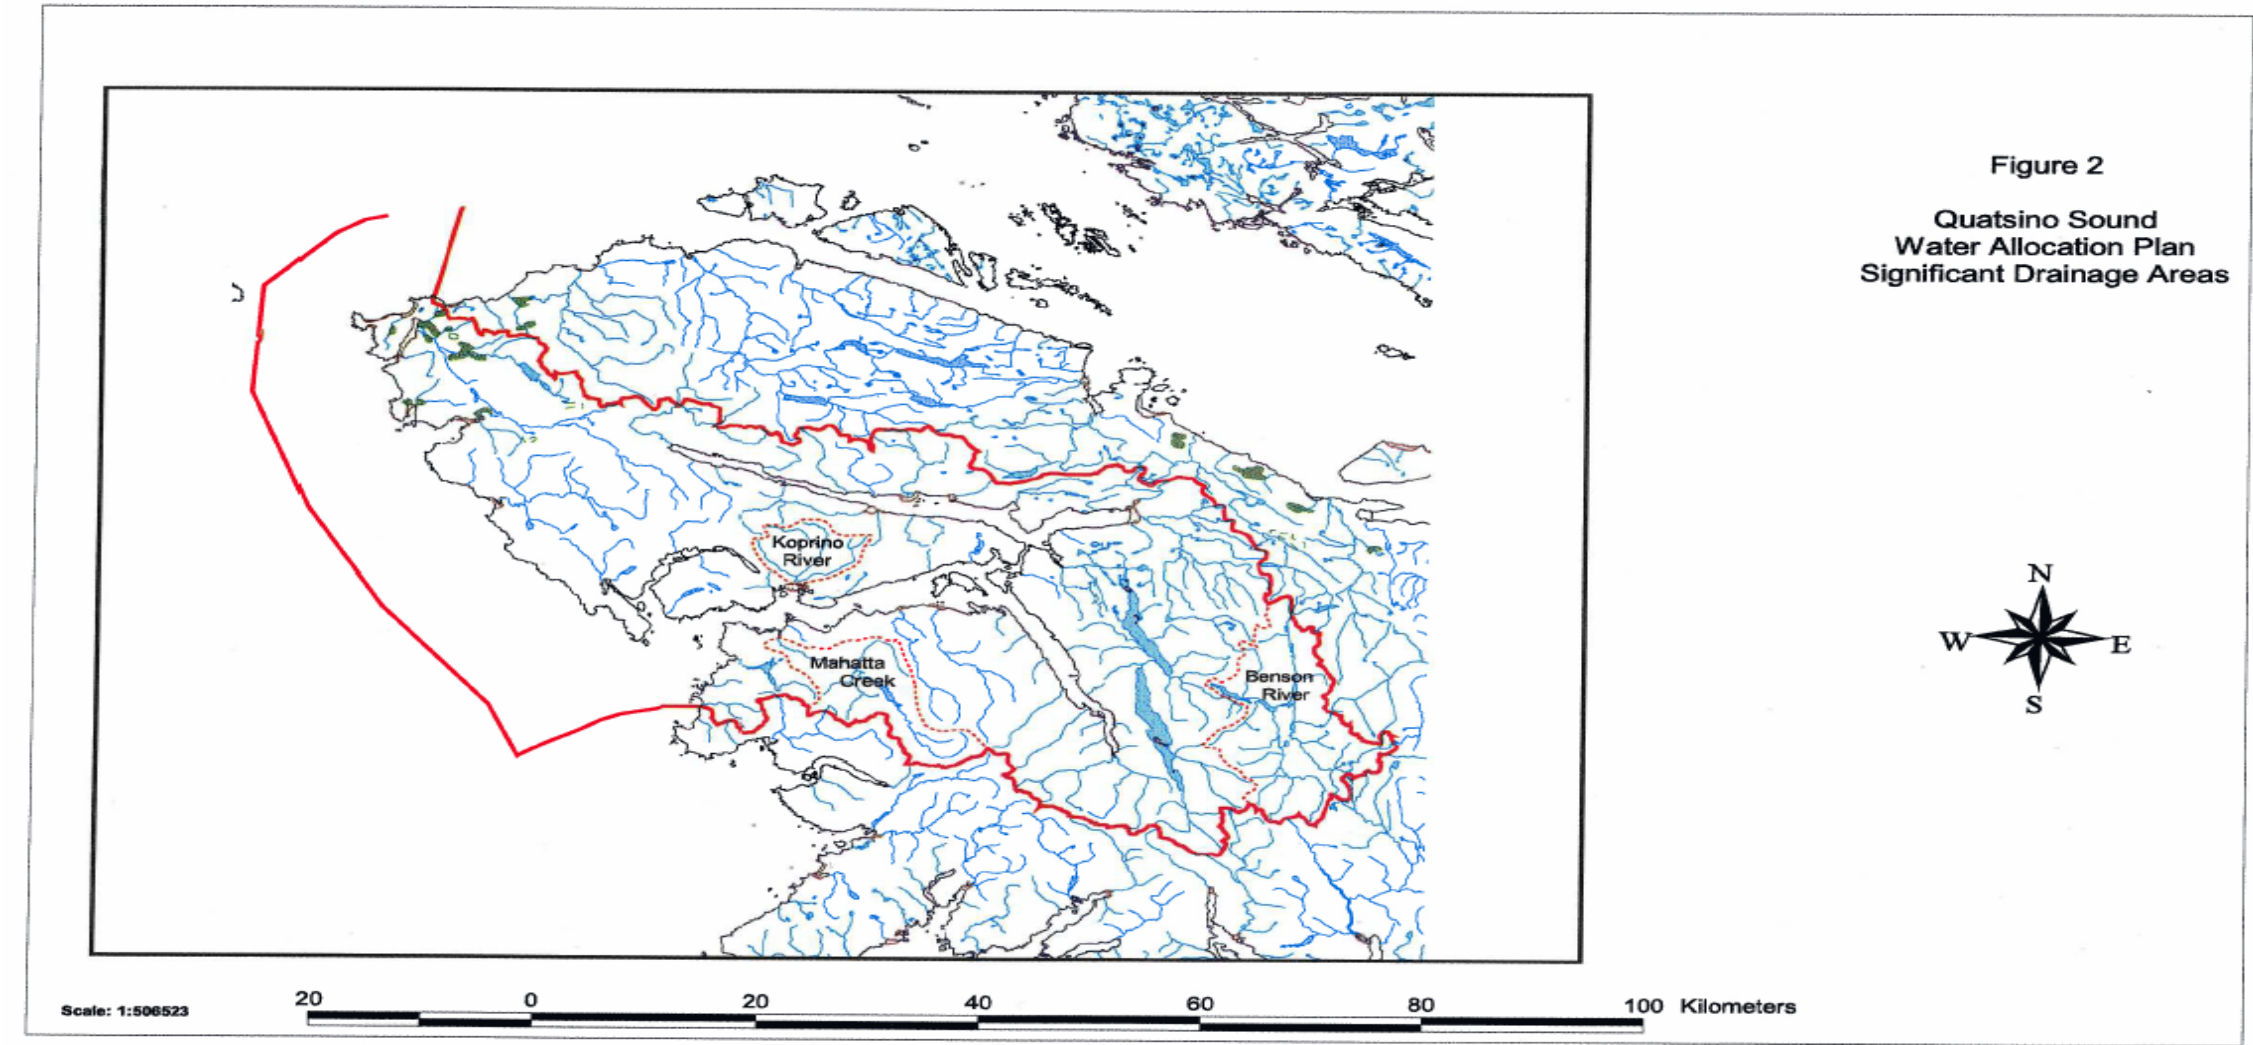 Figure 2
Quatsino Sound
Water Allocation Plan
Significant Drainage Areas
Koprino
River
Mahatta
Creek
Benson
River
N
W E
S
Scale: 1:506523
20 0 20 40 60 80 100 Kilometers